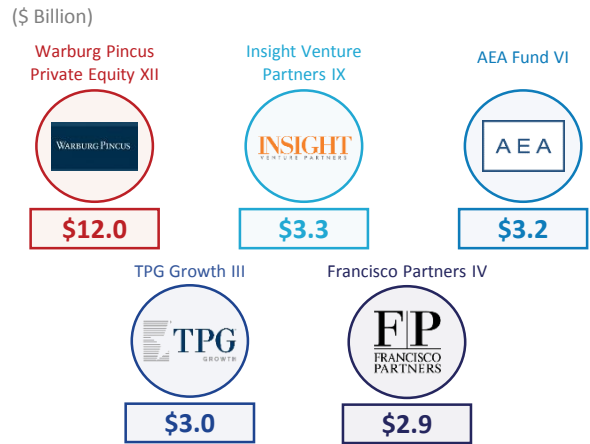 ($ Billion)
Warburg Pincus
Private Equity XII
Insight Venture
Partners IX
AEA Fund VI
WARBURG PINCUS
INSIGHT
VENTURE PARTNERS
AEA
$12.0
$3.3
$3.2
TPG Growth III
Francisco Partners IV
TPG
GROWTH
F|P
FRANCISCO
PARTNERS
$3.0
$2.9